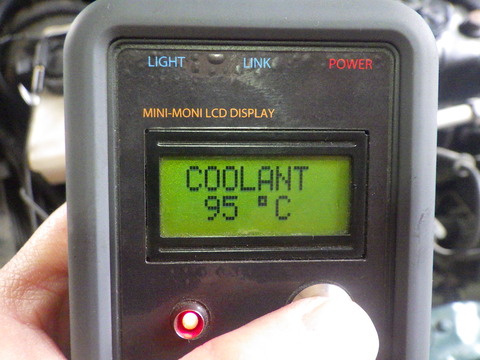 LIGHT LINK POWER
MINI-MONI LCD DISPLAY
COOLANT
95 °C